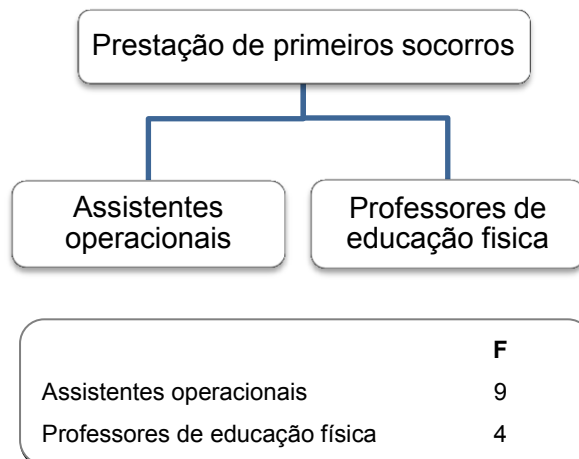 Prestação de primeiros socorros
Assistentes
operacionais
Professores de
educação fisica
F
Assistentes operacionais 9
Professores de educação física 4